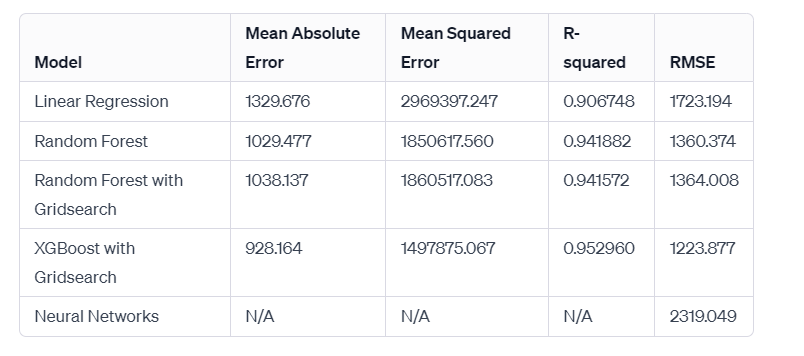 Model Mean Absolute Error Mean Squared Error R-squared RMSE
Linear Regression 1329.676 2969397.247 0.906748 1723.194
Random Forest 1029.477 1850617.560 0.941882 1360.374
Random Forest with Gridsearch 1038.137 1860517.083 0.941572 1364.008
XGBoost with Gridsearch 928.164 1497875.067 0.952960 1223.877
Neural Networks N/A N/A N/A 2319.049